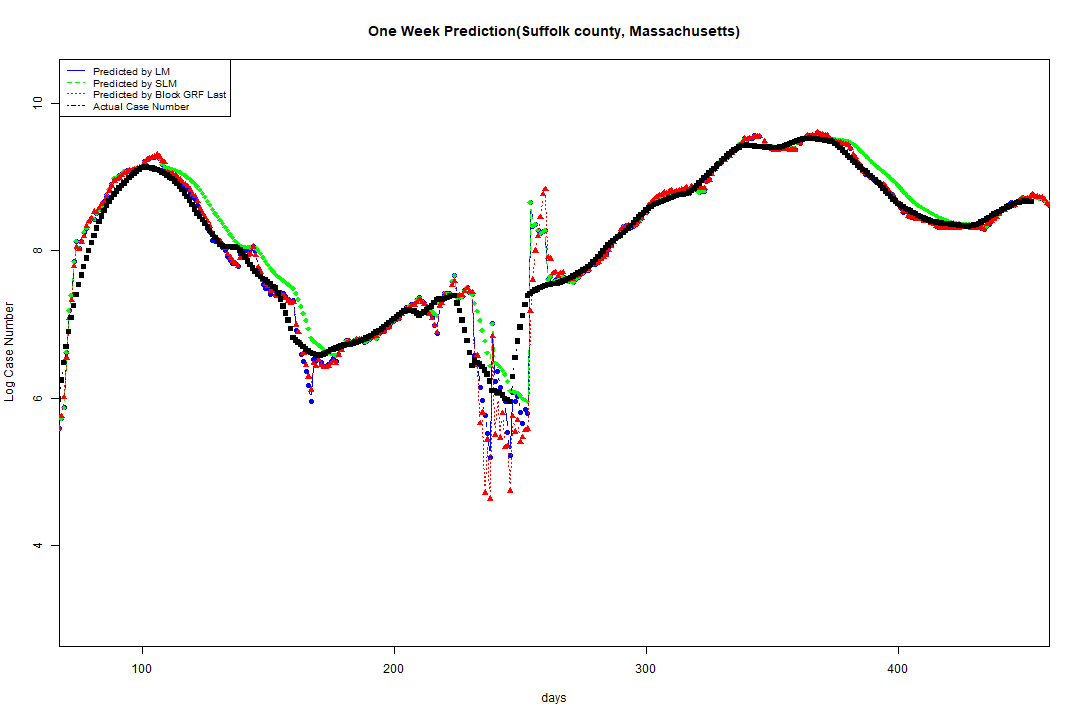 One Week Prediction(Suffolk county, Massachusetts)
Predicted by LM
Predicted by SLM
Predicted by Block GRF Last
Actual Case Number
10
8
6
4
Log Case Number
100 200 300 400
days